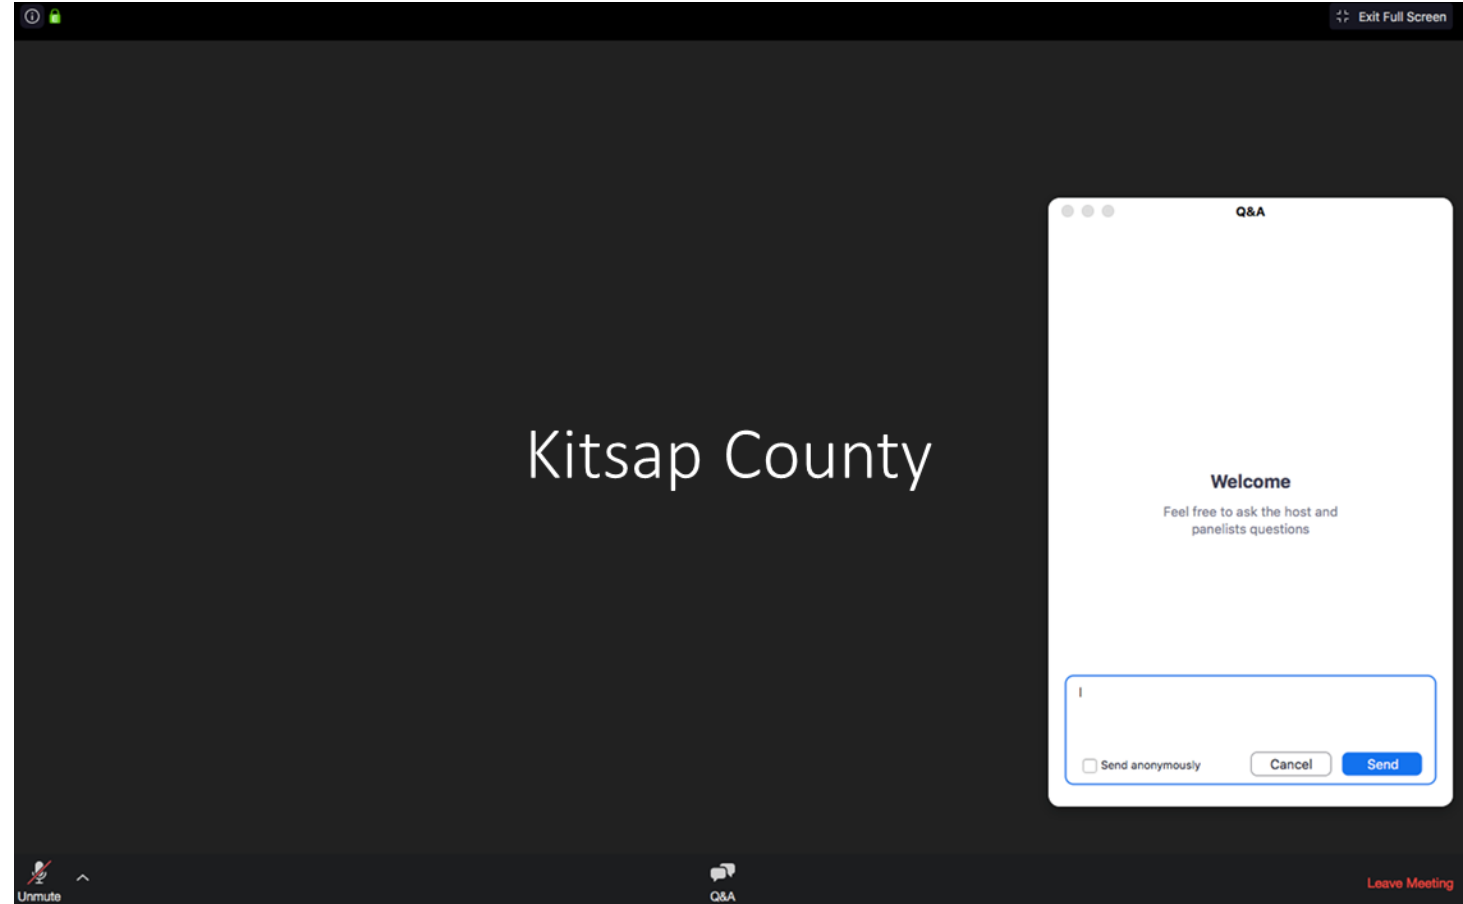 Exit Full Screen
Kitsap County
Q&A
Welcome
Feel free to ask the host and
panelists questions
Send anonymously
Cancel
Send
Unmute
Q&A
Leave Meeting